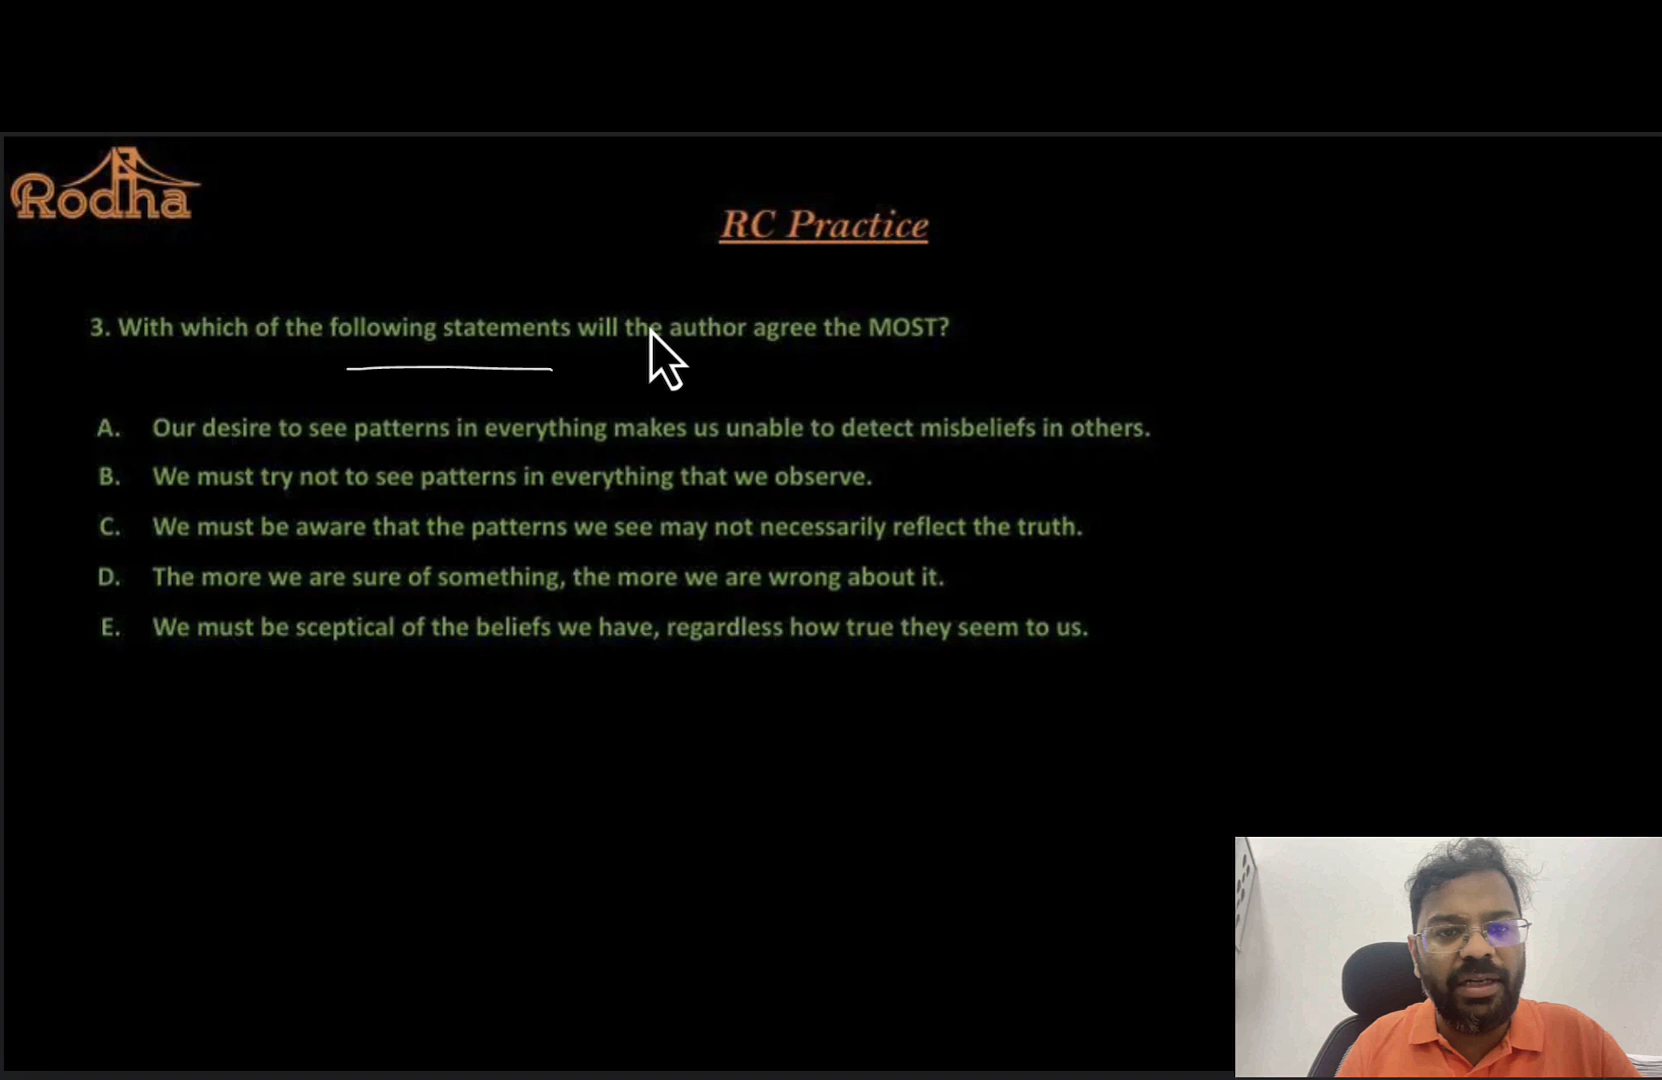 Rodha
RC Practice
3. With which of the following statements will the author agree the MOST?
A. Our desire to see patterns in everything makes us unable to detect misbeliefs in others.
B. We must try not to see patterns in everything that we observe.
C. We must be aware that the patterns we see may not necessarily reflect the truth.
D. The more we are sure of something, the more we are wrong about it.
E. We must be sceptical of the beliefs we have, regardless how true they seem to us.